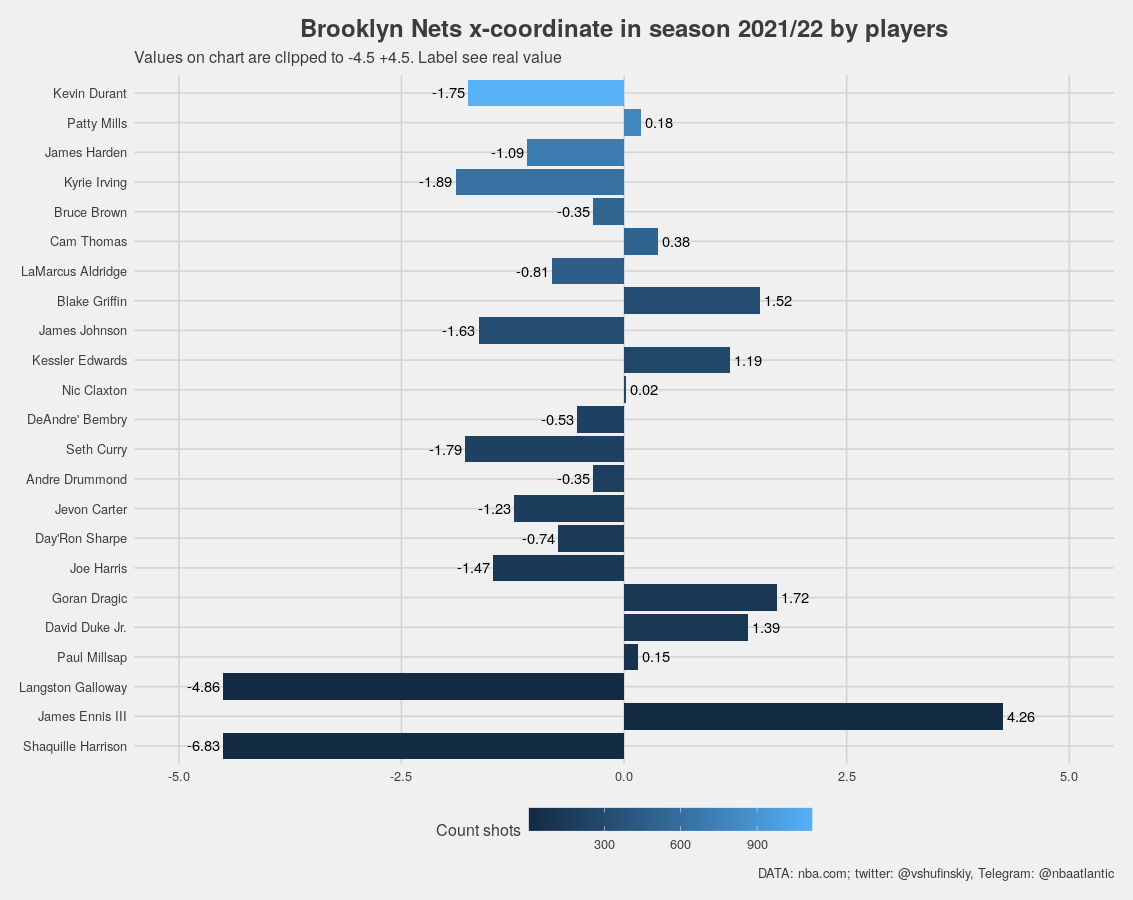 Brooklyn Nets x-coordinate in season 2021/22 by players
Values on chart are clipped to -4.5 +4.5. Label see real value
Kevin Durant -1.75
Patty Mills 0.18
James Harden -1.09
Kyrie Irving -1.89
Bruce Brown -0.35
Cam Thomas 0.38
LaMarcus Aldridge -0.81
Blake Griffin 1.52
James Johnson -1.63
Kessler Edwards 1.19
Nic Claxton 0.02
DeAndre' Bembry -0.53
Seth Curry -1.79
Andre Drummond -0.35
Jevon Carter -1.23
Day'Ron Sharpe -0.74
Joe Harris -1.47
Goran Dragic 1.72
David Duke Jr. 1.39
Paul Millsap 0.15
Langston Galloway -4.86
James Ennis III 4.26
Shaquille Harrison -6.83
-5.0 -2.5 0.0 2.5 5.0
Count shots
300 600 900
DATA: nba.com; twitter: @vshufinskiy, Telegram: @nbaatlantic